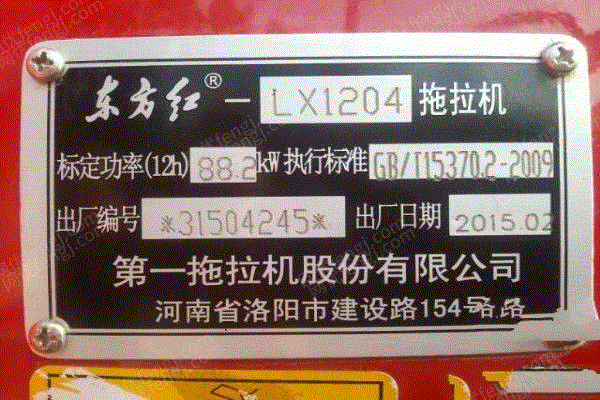 东方红®-LX1204拖拉机
标定功率(12h) 88.2 kW 执行标准 GB/T15370.2-2009
出厂编号 *31504245* 出厂日期 2015.02
第一拖拉机股份有限公司
河南省洛阳市建设路154号